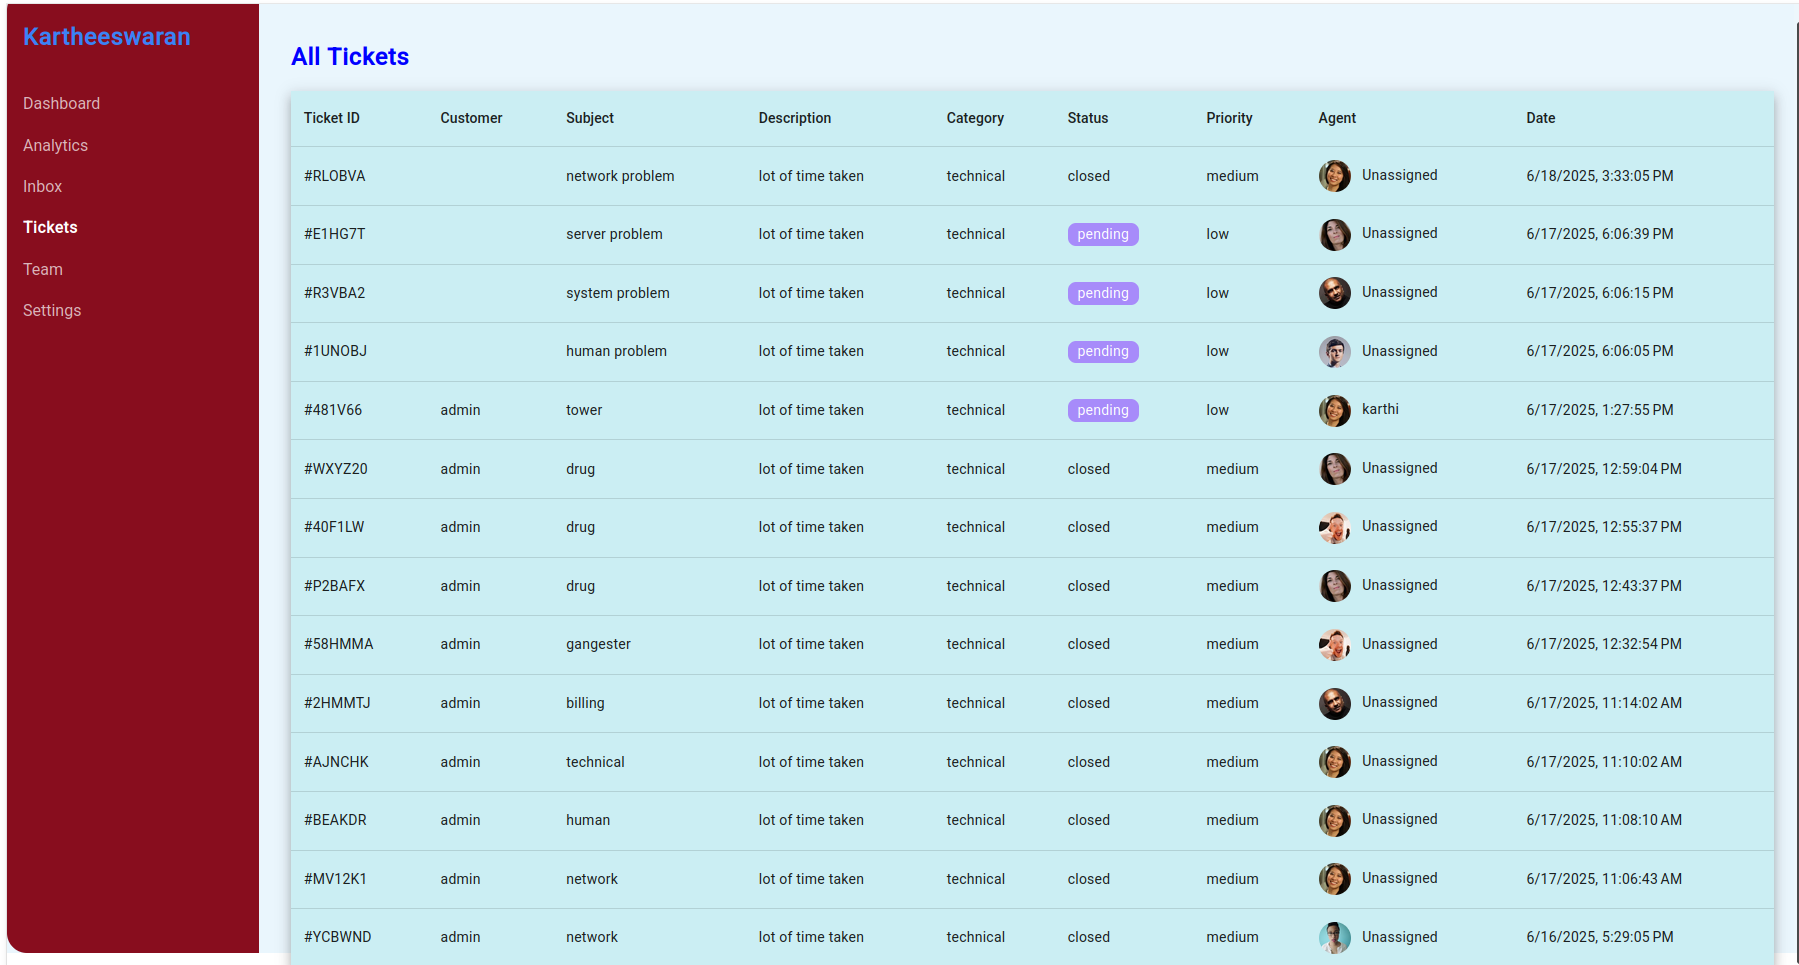 Kartheeswaran
Dashboard
Analytics
Inbox
Tickets
Team
Settings
All Tickets
Ticket ID Customer Subject Description Category Status Priority Agent Date
#RLOBVA network problem lot of time taken technical closed medium Unassigned 6/18/2025, 3:33:05 PM
#E1HG7T server problem lot of time taken technical pending low Unassigned 6/17/2025, 6:06:39 PM
#R3VBA2 system problem lot of time taken technical pending low Unassigned 6/17/2025, 6:06:15 PM
#1UNOBJ human problem lot of time taken technical pending low Unassigned 6/17/2025, 6:06:05 PM
#481V66 admin tower lot of time taken technical pending low karthi 6/17/2025, 1:27:55 PM
#WXYZ20 admin drug lot of time taken technical closed medium Unassigned 6/17/2025, 12:59:04 PM
#40F1LW admin drug lot of time taken technical closed medium Unassigned 6/17/2025, 12:55:37 PM
#P2BAFX admin drug lot of time taken technical closed medium Unassigned 6/17/2025, 12:43:37 PM
#58HMMA admin gangester lot of time taken technical closed medium Unassigned 6/17/2025, 12:32:54 PM
#2HMMTJ admin billing lot of time taken technical closed medium Unassigned 6/17/2025, 11:14:02 AM
#AJNCHK admin technical lot of time taken technical closed medium Unassigned 6/17/2025, 11:10:02 AM
#BEAKDR admin human lot of time taken technical closed medium Unassigned 6/17/2025, 11:08:10 AM
#MV12K1 admin network lot of time taken technical closed medium Unassigned 6/17/2025, 11:06:43 AM
#YCBWND admin network lot of time taken technical closed medium Unassigned 6/16/2025, 5:29:05 PM